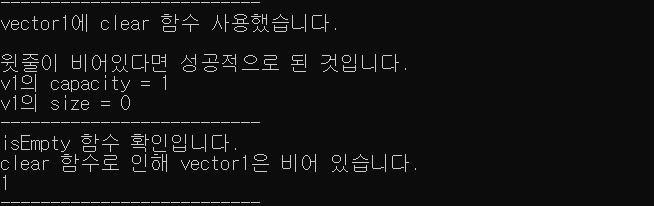 --------------------------
vector1에 clear 함수 사용했습니다.

윗줄이 비어있다면 성공적으로 된 것입니다.
v1의 capacity = 1
v1의 size = 0
--------------------------
isEmpty 함수 확인입니다.
clear 함수로 인해 vector1은 비어 있습니다.
1
--------------------------